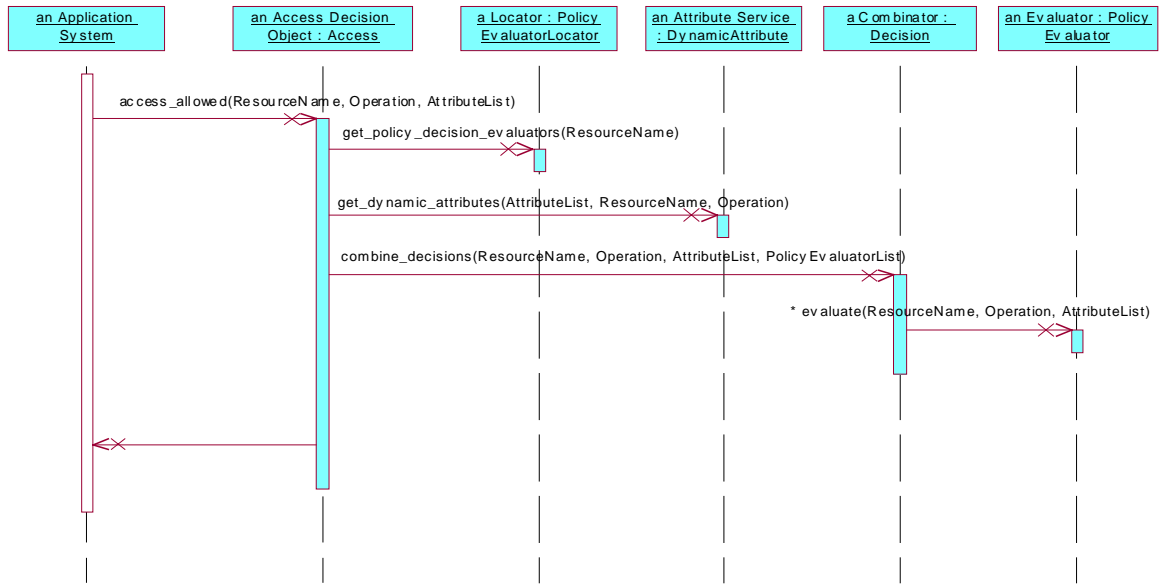 an Application
System
an Access Decision
Object : Access
a Locator : Policy
EvaluatorLocator
an Attribute Service
: DynamicAttribute
a Combinator :
Decision
an Evaluator : Policy
Evaluator
access_allowed(ResourceName, Operation, AttributeList)
get_policy_decision_evaluators(ResourceName)
get_dynamic_attributes(AttributeList, ResourceName, Operation)
combine_decisions(ResourceName, Operation, AttributeList, PolicyEvaluatorList)
* evaluate(ResourceName, Operation, AttributeList)